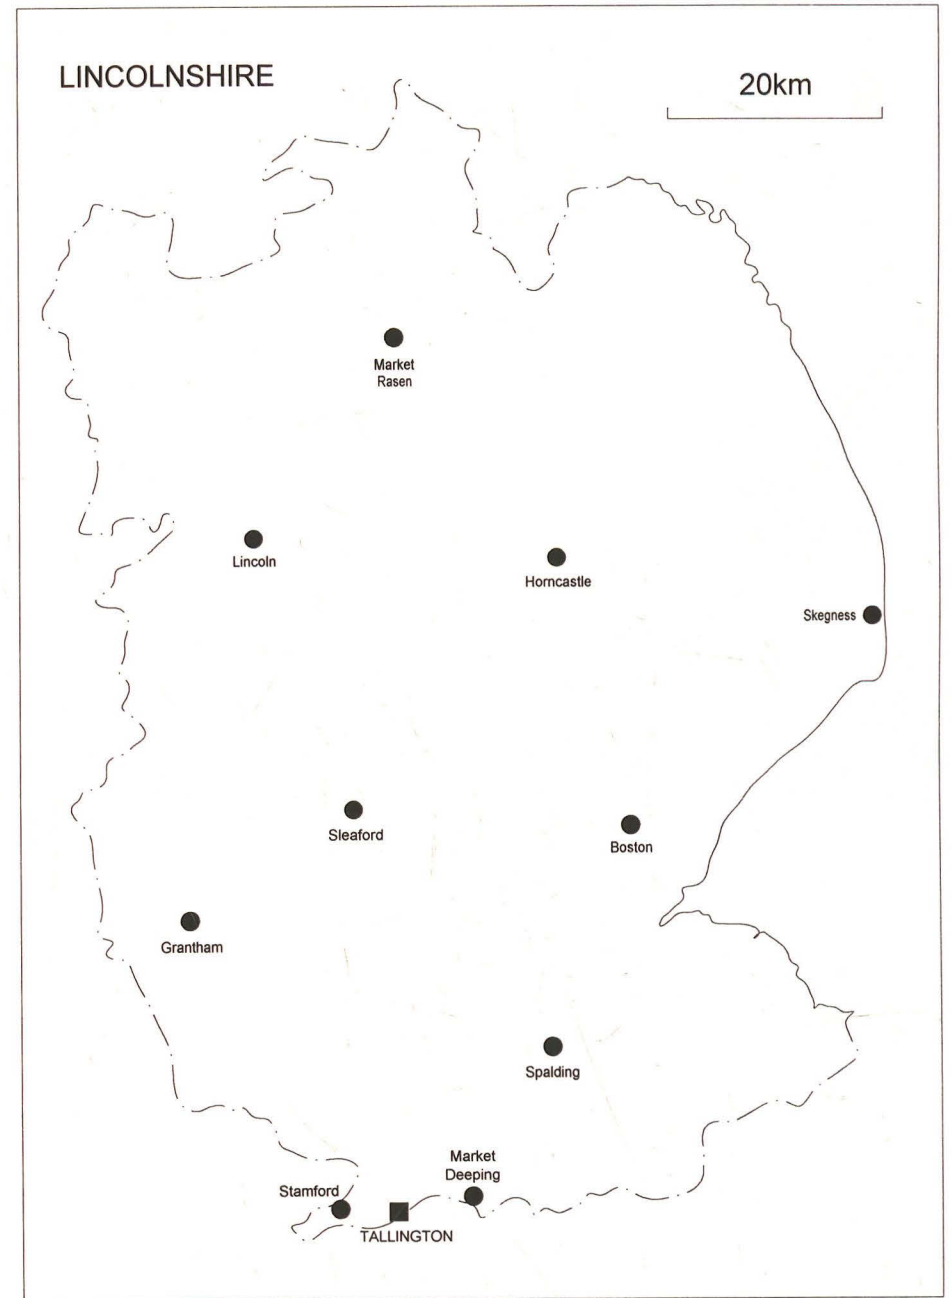 LINCOLNSHIRE
20km
Market
Rasen
Lincoln
Horncastle
Skegness
Sleaford
Boston
Grantham
Spalding
Market
Deeping
Stamford
TALLINGTON